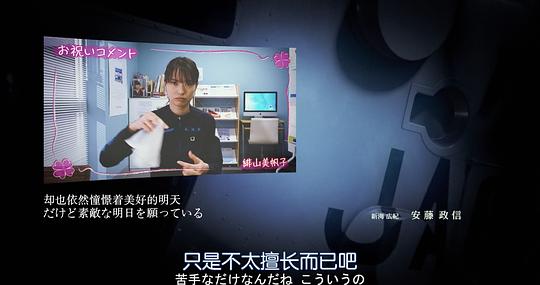 お祝いコメント
緋山美帆子
却也依然憧憬着美好的明天
だけど素敵な明日を願っている
新海広紀 安藤政信
JA
只是不太擅长而已吧
苦手なだけなんだね こういうの